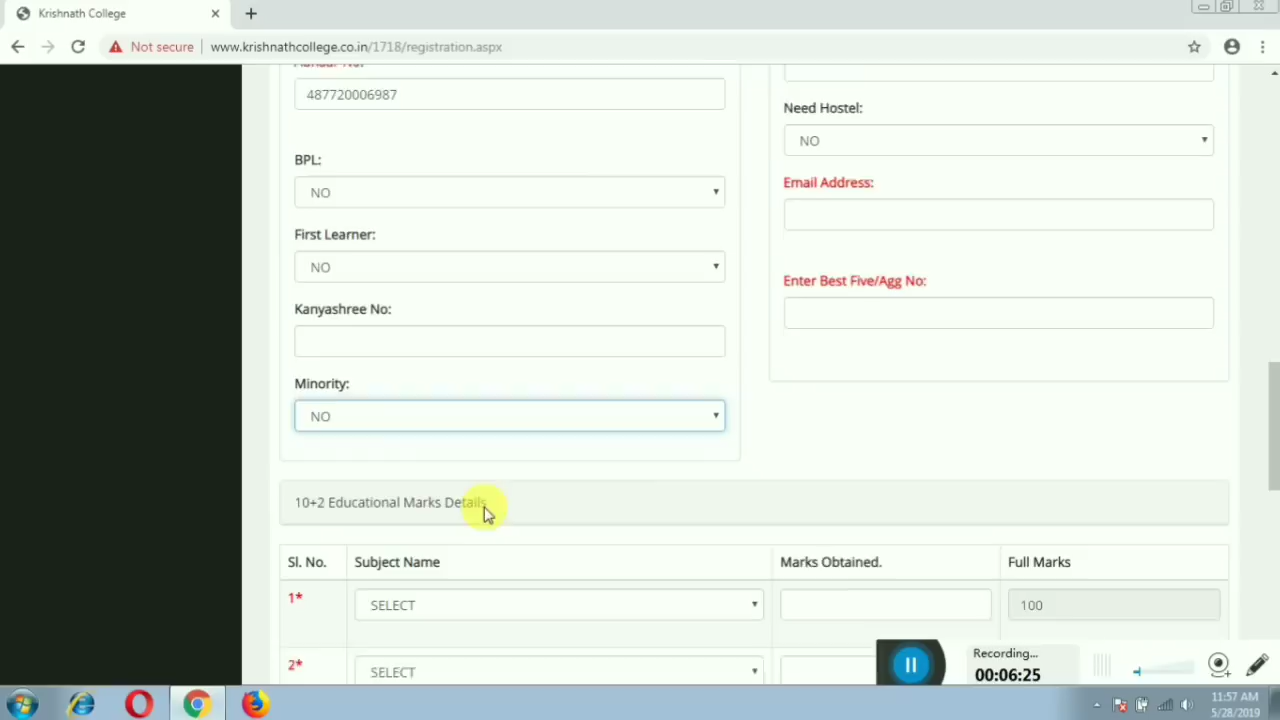 Krishnath College
Not secure
www.krishnathcollege.co.in/1718/registration.aspx
487720006987
BPL:
NO
First Learner:
NO
Kanyashree No:
Minority:
NO
Need Hostel:
NO
Email Address:
Enter Best Five/Agg No:
10+2 Educational Marks Details
Sl. No. Subject Name Marks Obtained. Full Marks
1* SELECT 100
2* SELECT
Recording...
00:06:25
11:57 AM
5/28/2019